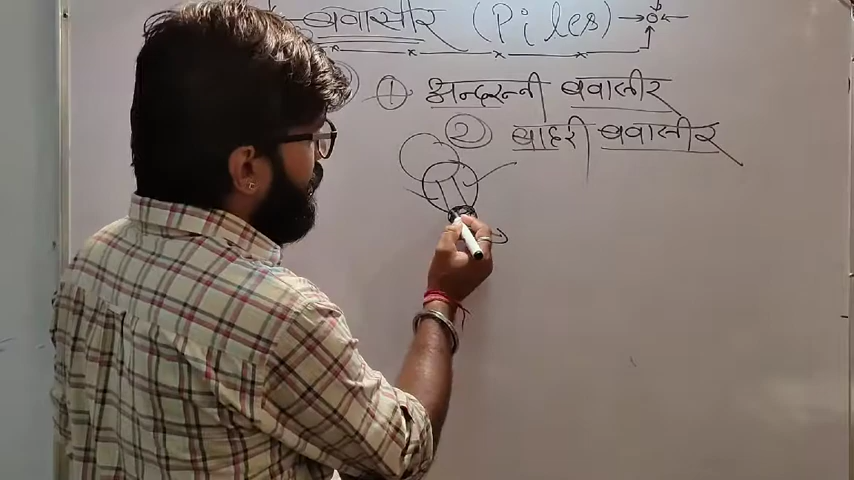 बवासीर (Piles)
① अन्दरुनी बवासीर
② बाहरी बवासीर